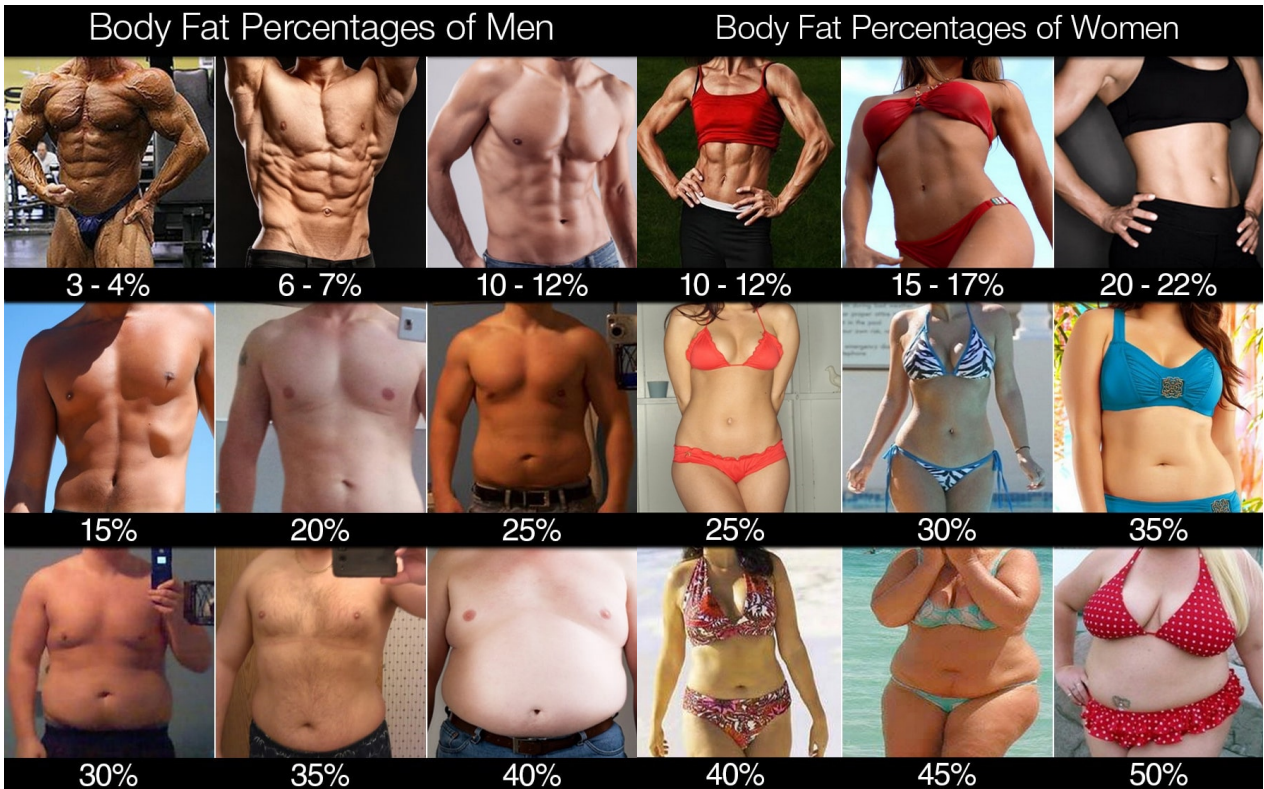 Body Fat Percentages of Men
Body Fat Percentages of Women
3 - 4%
6 - 7%
10 - 12%
10 - 12%
15 - 17%
20 - 22%
15%
20%
25%
25%
30%
35%
30%
35%
40%
40%
45%
50%